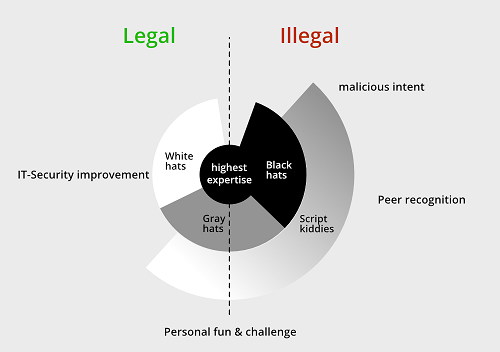 Legal
Illegal
malicious intent
White
hats
highest
expertise
Black
hats
IT-Security improvement
Peer recognition
Gray
hats
Script
kiddies
Personal fun & challenge